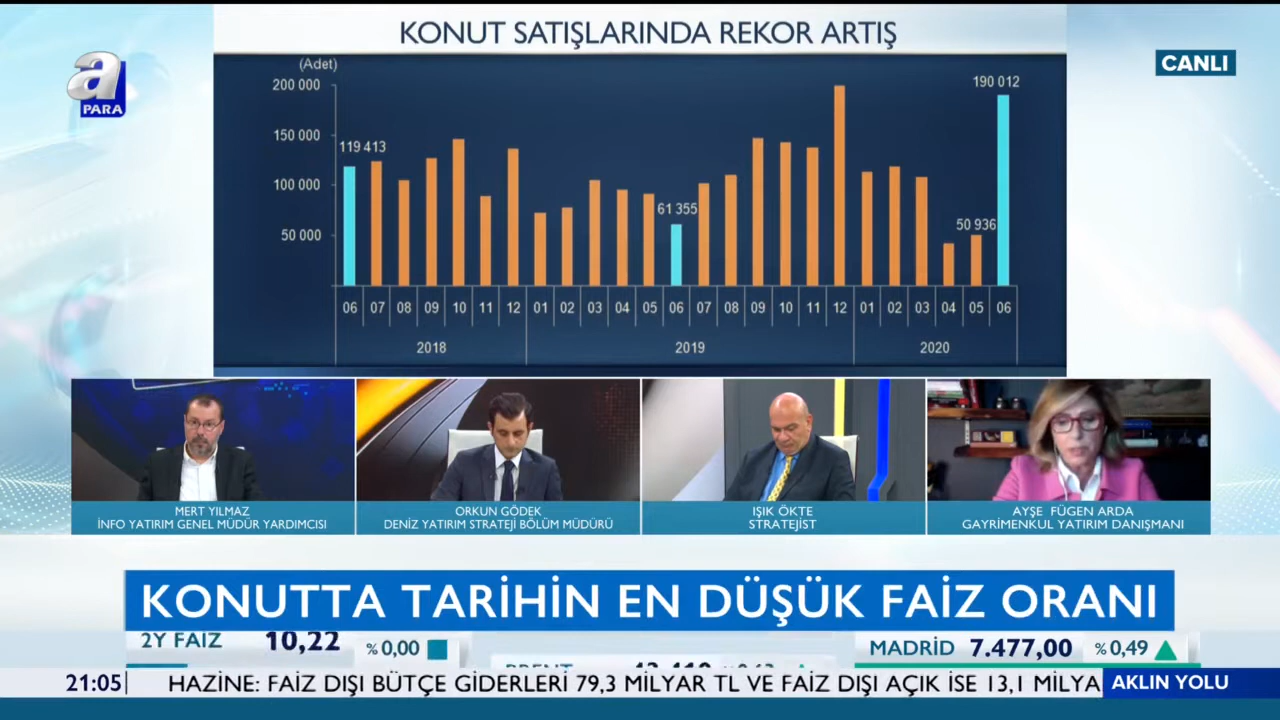 KONUT SATIŞLARINDA REKOR ARTIŞ
a
PARA
CANLI
(Adet)
200 000
150 000
100 000
50 000
119 413
61 355
50 936
190 012
06 07 08 09 10 11 12 01 02 03 04 05 06 07 08 09 10 11 12 01 02 03 04 05 06
2018 2019 2020
MERT YILMAZ
İNFO YATIRIM GENEL MÜDÜR YARDIMCISI
ORKUN GÖDEK
DENİZ YATIRIM STRATEJİ BÖLÜM MÜDÜRÜ
IŞIK ÖKTE
STRATEJİST
AYŞE FÜGEN ARDA
GAYRİMENKUL YATIRIM DANIŞMANI
KONUTTA TARİHİN EN DÜŞÜK FAİZ ORANI
2Y FAİZ 10,22 %0,00
MADRİD 7.477,00 %0,49
21:05 HAZİNE: FAİZ DIŞI BÜTÇE GİDERLERİ 79,3 MİLYAR TL VE FAİZ DIŞI AÇIK İSE 13,1 MİLYA
AKLIN YOLU